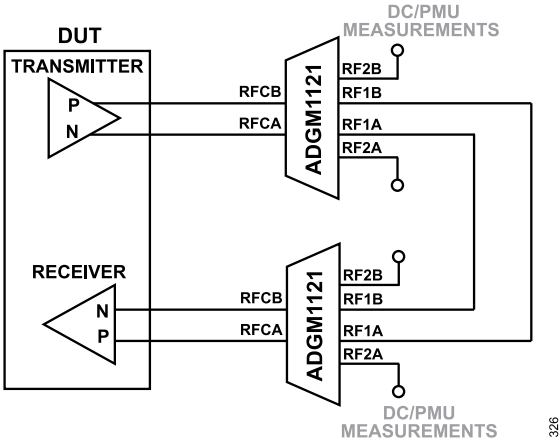 DC/PMU
MEASUREMENTS
DUT
TRANSMITTER
P
N
RFCB
RFCA
ADGM1121
RF2B
RF1B
RF1A
RF2A
RECEIVER
N
P
RFCB
RFCA
ADGM1121
RF2B
RF1B
RF1A
RF2A
DC/PMU
MEASUREMENTS
326